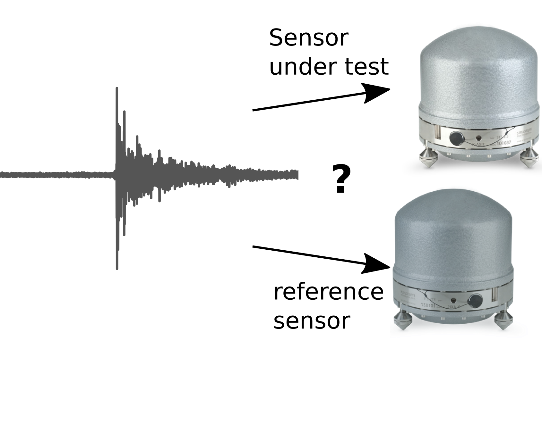 Sensor
under test
?
reference
sensor